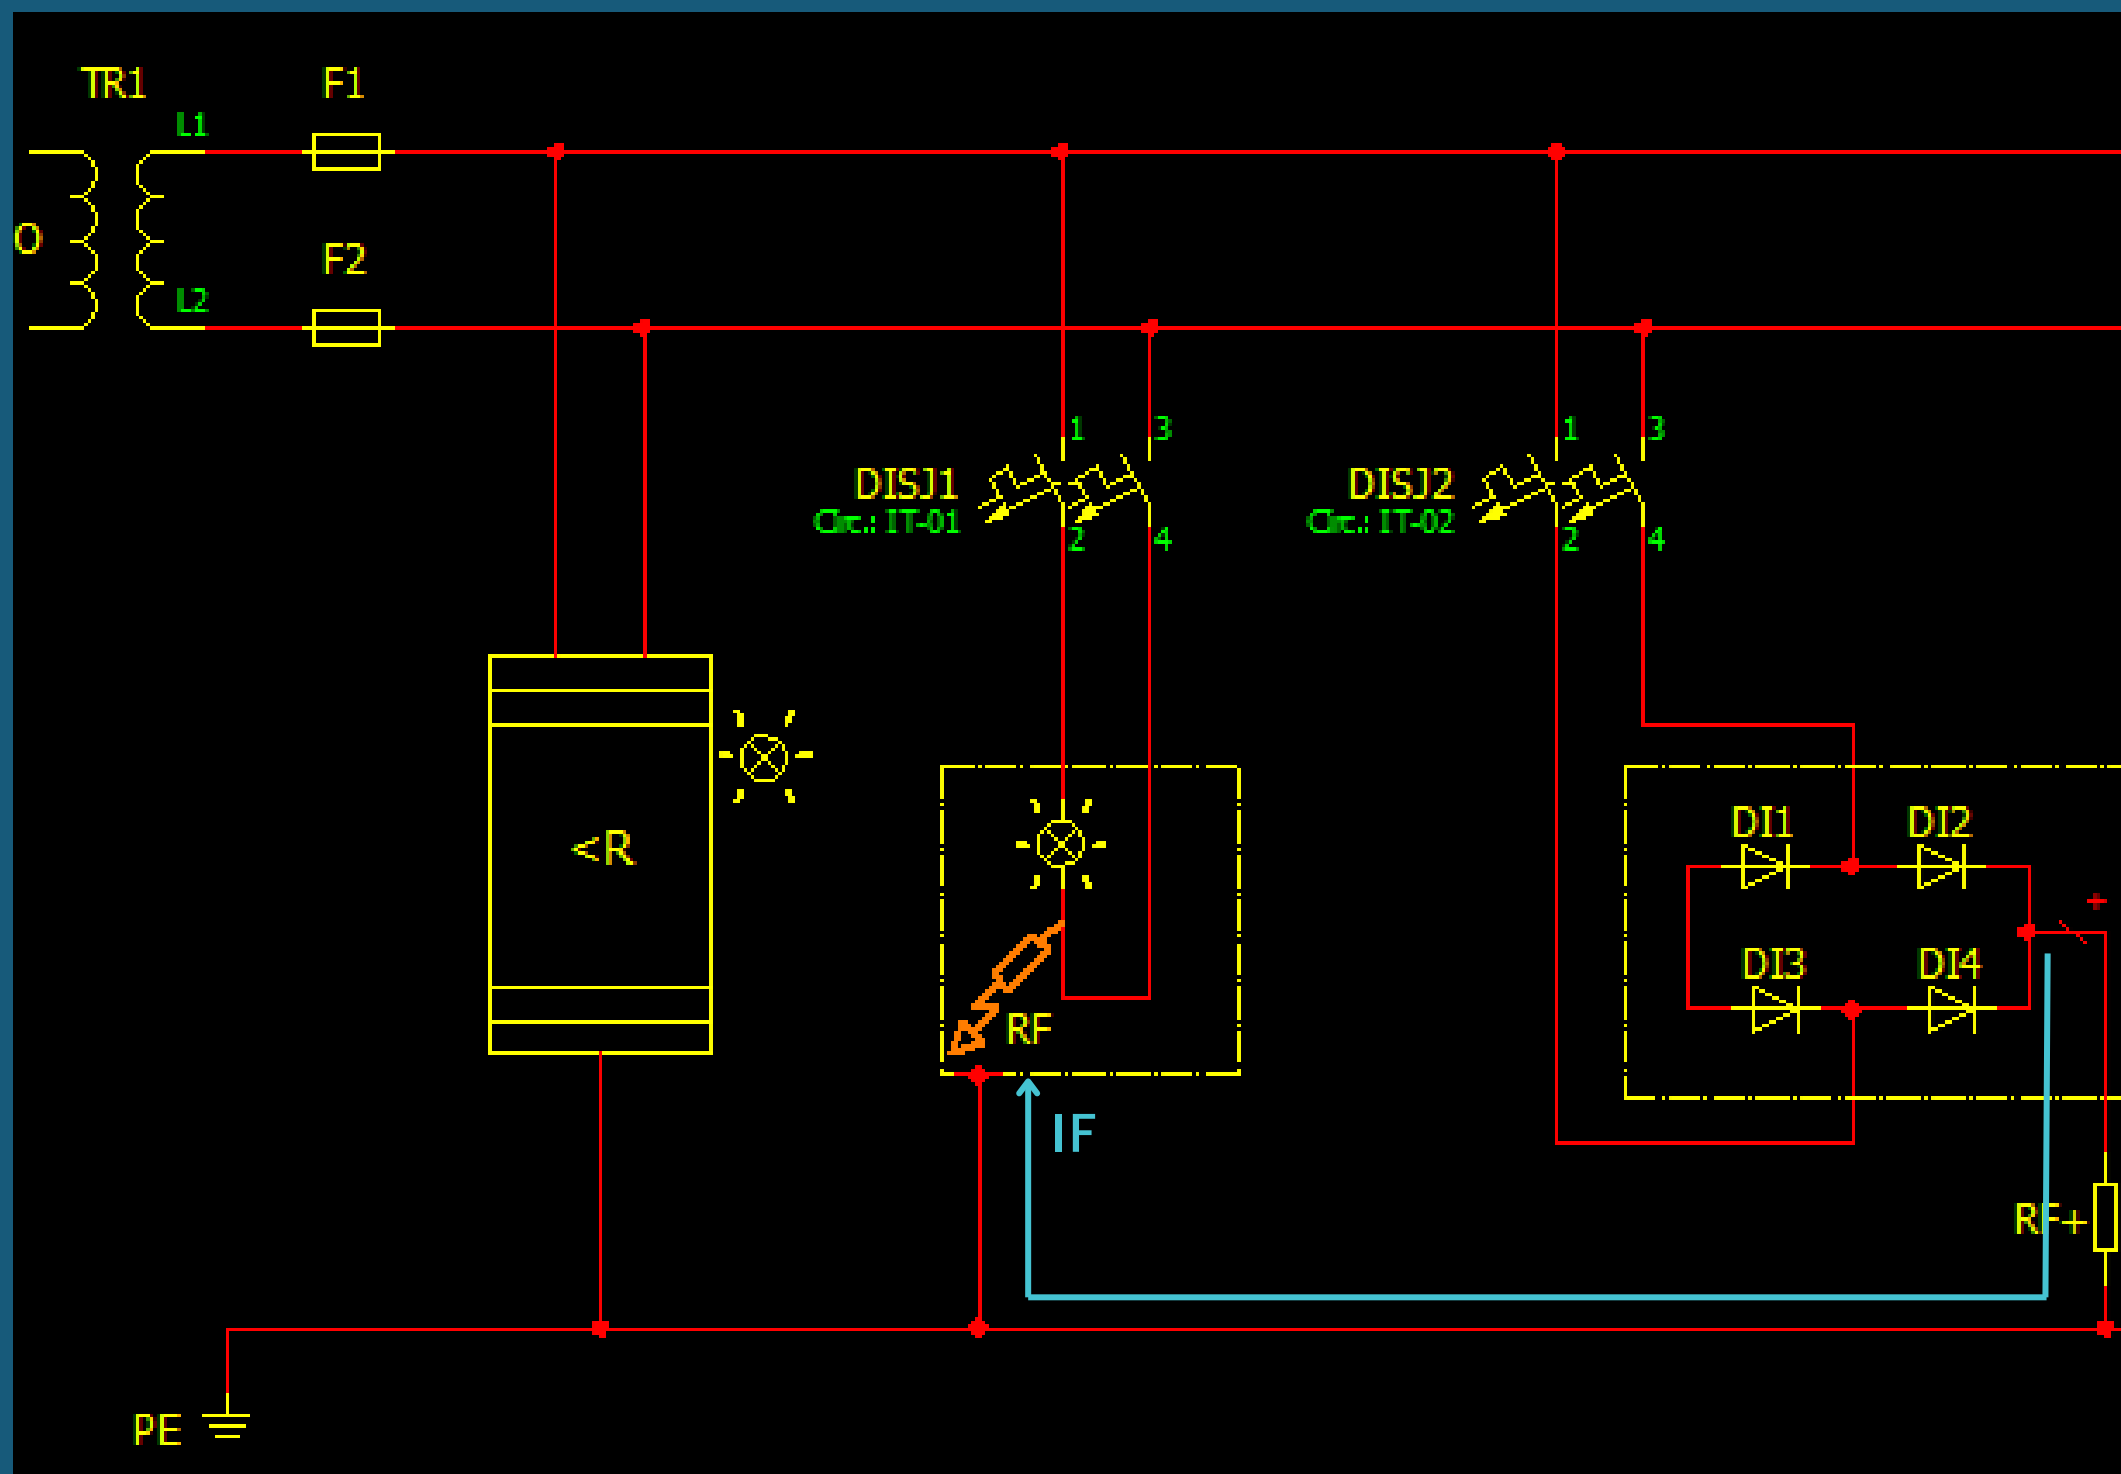 TR1
F1
L1
O
F2
L2
1
3
1
3
DISJ1
Circ.: IT-01
DISJ2
Circ.: IT-02
2
4
2
4
<R
DI1
DI2
+
DI3
DI4
RF
IF
RF+
PE